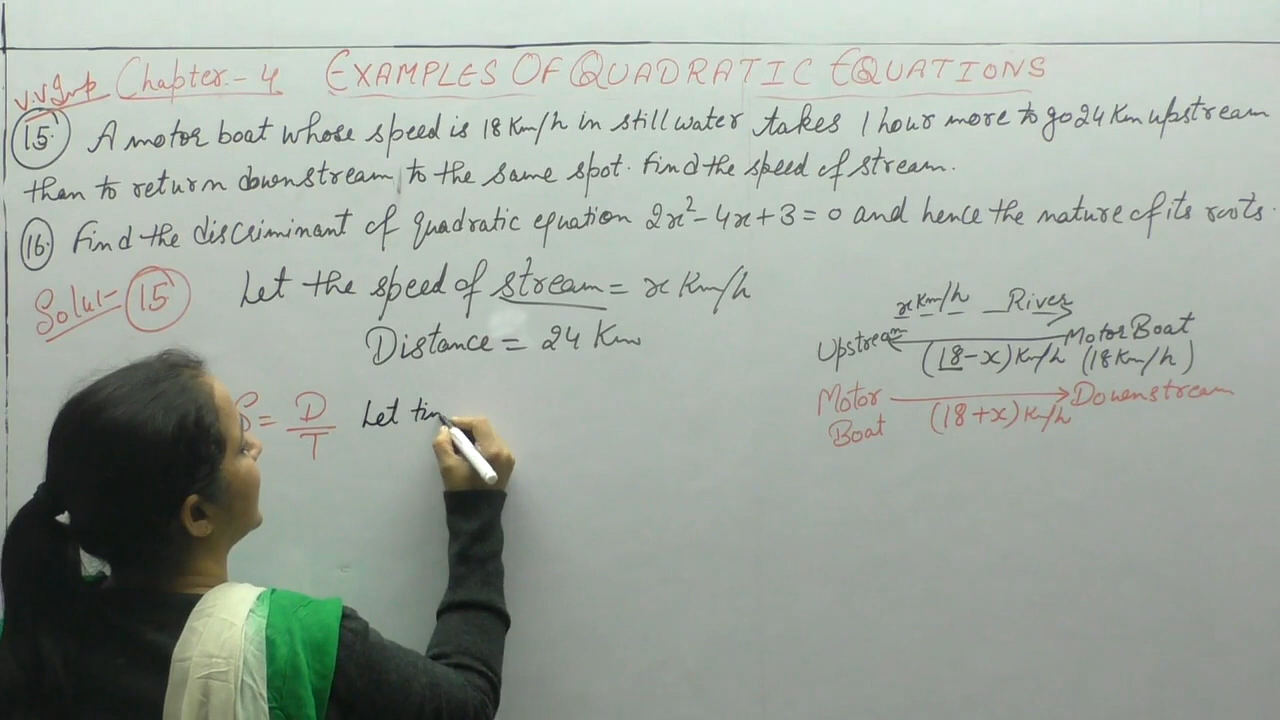 v.v Imp Chapter-4 EXAMPLES OF QUADRATIC EQUATIONS
15. A motor boat whose speed is 18 Km/h in still water takes 1 hour more to go 24 Km upstream
than to return downstream to the same spot. Find the speed of stream.
16. Find the discriminant of quadratic equation 2x² - 4x + 3 = 0 and hence the nature of its roots.
Solu:- 15 Let the speed of stream = x Km/h
Distance = 24 Km
x Km/h River
Upstream Motor Boat
(18-x) Km/h (18 Km/h)
Motor Boat Downstream
(18+x) Km/h
S = D/T Let tim